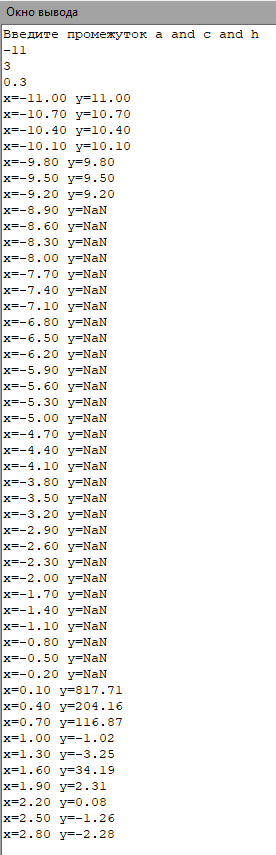 Окно вывода
Введите промежуток a and c and h
-11
3
0.3
x=-11.00 y=11.00
x=-10.70 y=10.70
x=-10.40 y=10.40
x=-10.10 y=10.10
x=-9.80 y=9.80
x=-9.50 y=9.50
x=-9.20 y=9.20
x=-8.90 y=NaN
x=-8.60 y=NaN
x=-8.30 y=NaN
x=-8.00 y=NaN
x=-7.70 y=NaN
x=-7.40 y=NaN
x=-7.10 y=NaN
x=-6.80 y=NaN
x=-6.50 y=NaN
x=-6.20 y=NaN
x=-5.90 y=NaN
x=-5.60 y=NaN
x=-5.30 y=NaN
x=-5.00 y=NaN
x=-4.70 y=NaN
x=-4.40 y=NaN
x=-4.10 y=NaN
x=-3.80 y=NaN
x=-3.50 y=NaN
x=-3.20 y=NaN
x=-2.90 y=NaN
x=-2.60 y=NaN
x=-2.30 y=NaN
x=-2.00 y=NaN
x=-1.70 y=NaN
x=-1.40 y=NaN
x=-1.10 y=NaN
x=-0.80 y=NaN
x=-0.50 y=NaN
x=-0.20 y=NaN
x=0.10 y=817.71
x=0.40 y=204.16
x=0.70 y=116.87
x=1.00 y=-1.02
x=1.30 y=-3.25
x=1.60 y=34.19
x=1.90 y=2.31
x=2.20 y=0.08
x=2.50 y=-1.26
x=2.80 y=-2.28